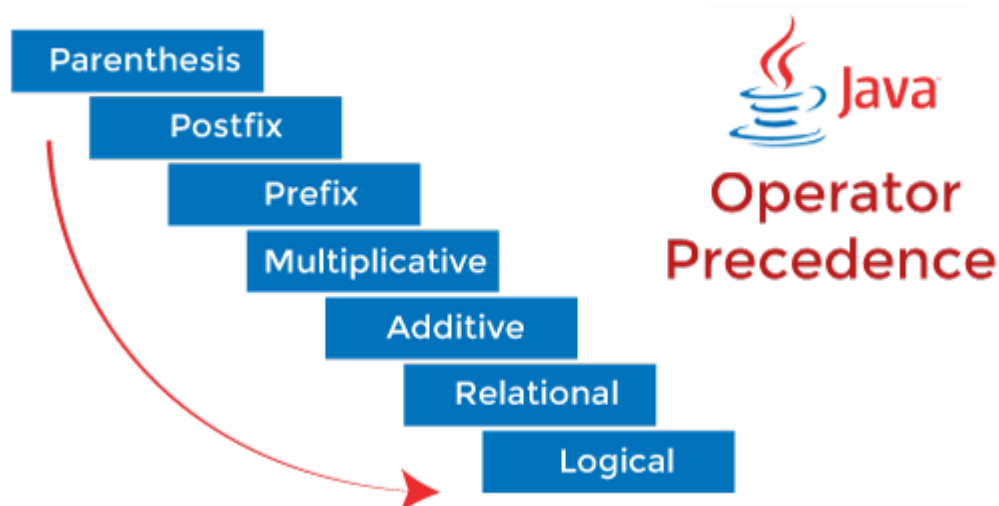 Parenthesis
Postfix
Prefix
Multiplicative
Additive
Relational
Logical
Java
Operator
Precedence